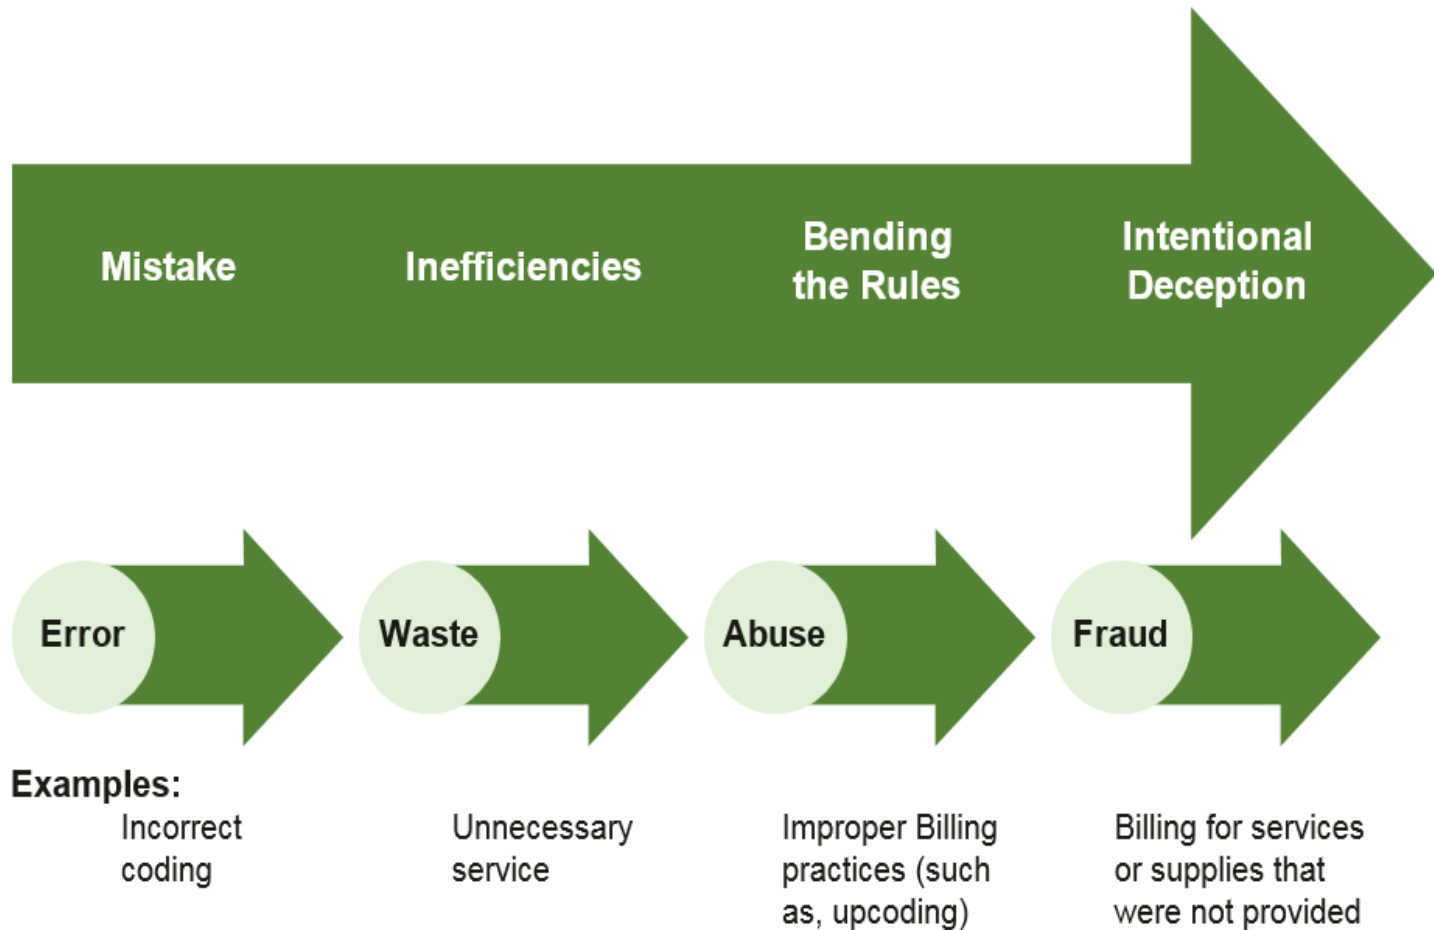 Mistake
Inefficiencies
Bending
the Rules
Intentional
Deception
Error
Waste
Abuse
Fraud
Examples:
Incorrect
coding
Unnecessary
service
Improper Billing
practices (such
as, upcoding)
Billing for services
or supplies that
were not provided